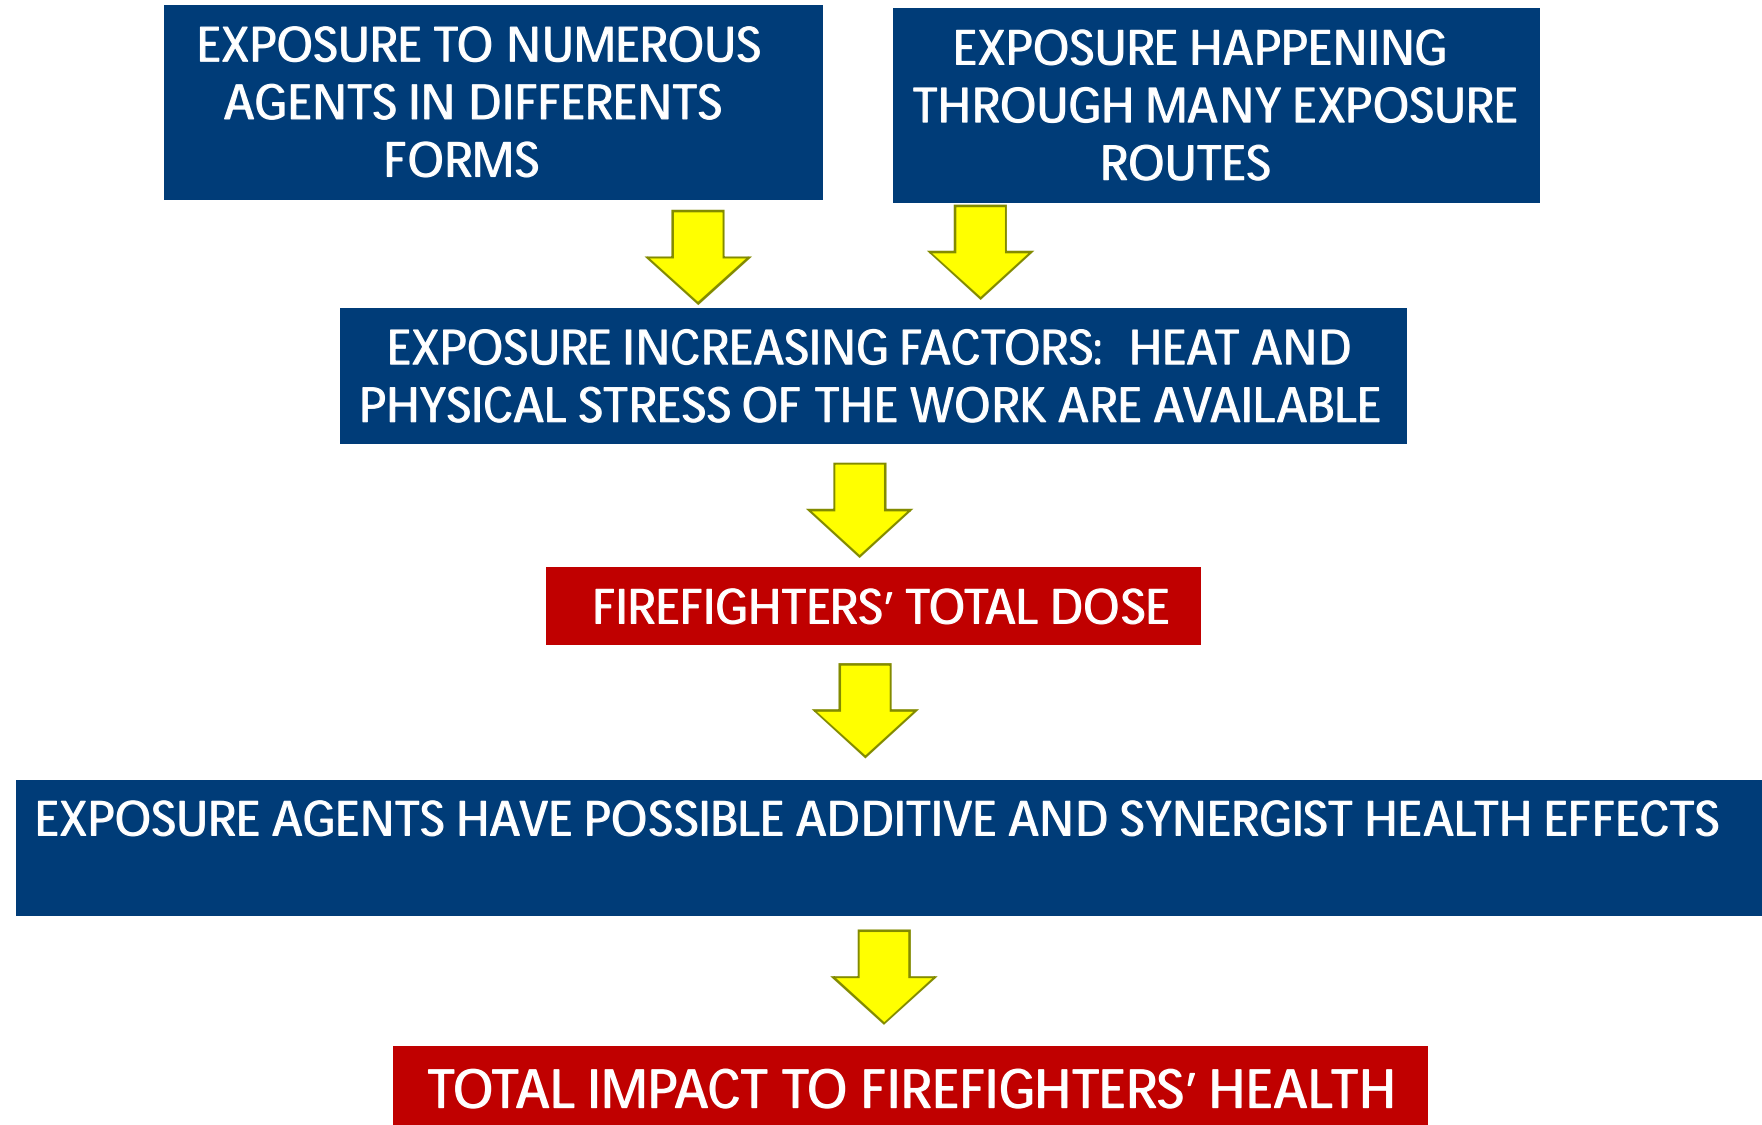 EXPOSURE TO NUMEROUS
AGENTS IN DIFFERENTS
FORMS
EXPOSURE HAPPENING
THROUGH MANY EXPOSURE
ROUTES
EXPOSURE INCREASING FACTORS: HEAT AND
PHYSICAL STRESS OF THE WORK ARE AVAILABLE
FIREFIGHTERS’ TOTAL DOSE
EXPOSURE AGENTS HAVE POSSIBLE ADDITIVE AND SYNERGIST HEALTH EFFECTS
TOTAL IMPACT TO FIREFIGHTERS’ HEALTH